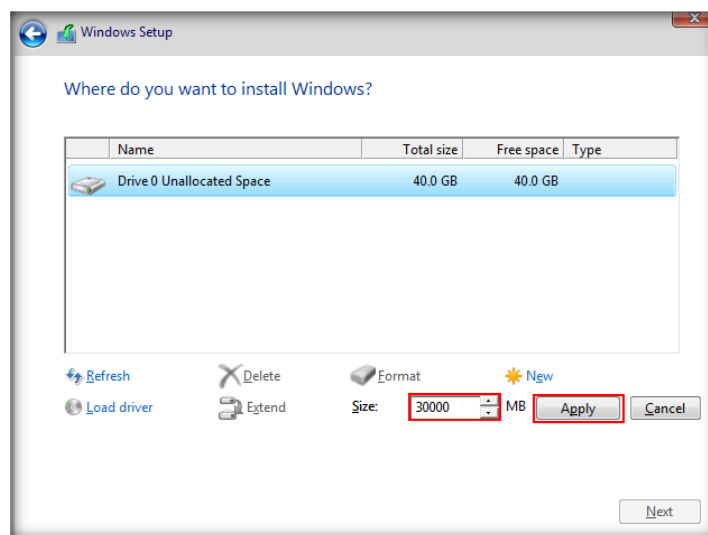 Windows Setup
Where do you want to install Windows?
Name Total size Free space Type
Drive 0 Unallocated Space 40.0 GB 40.0 GB
Refresh Delete Format New
Load driver Extend Size: 30000 MB Apply Cancel
Next